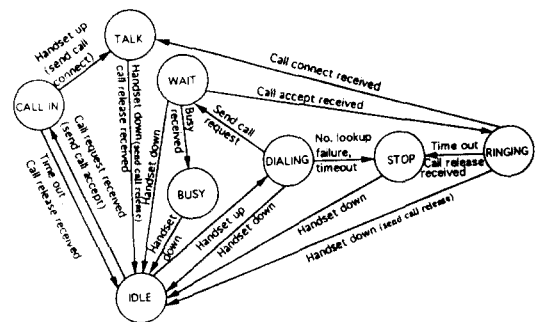 Handset up
(send call
connect)
TALK
CALL IN
WAIT
Call connect received
Call accept received
Handset down (send call release)
Call release received
Call request received
(send call accept)
Time out
Call release received
Busy
received
Handset down
BUSY
Handset
down
Send call
request
DIALING
No. lookup
failure,
timeout
STOP
Time out
Call release
received
RINGING
Handset up
Handset down
Handset down
Handset down (send call release)
IDLE